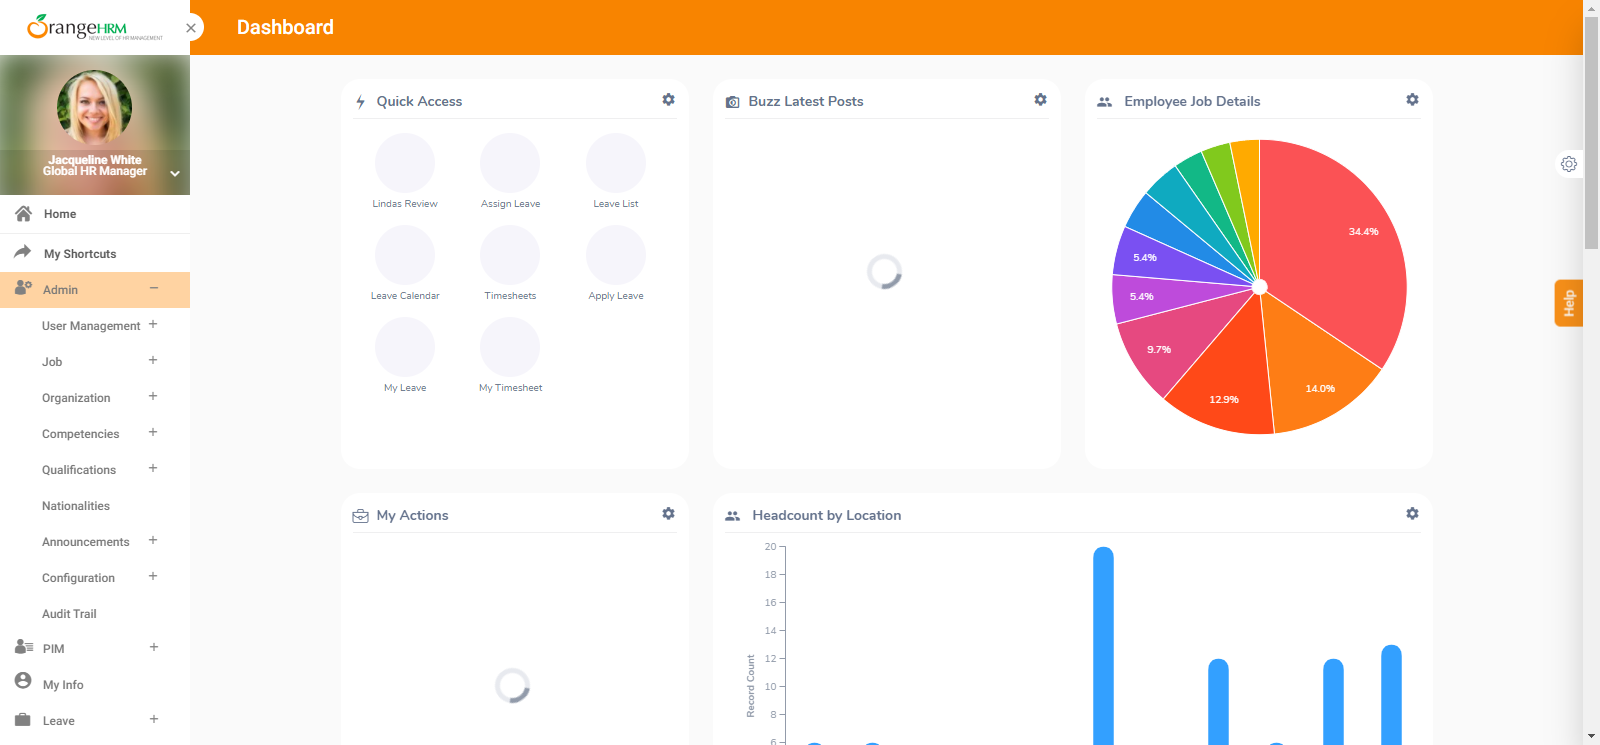 OrangeHRM
NEW LEVEL OF HR MANAGEMENT
Dashboard
Jacqueline White
Global HR Manager
Home
My Shortcuts
Admin
User Management
Job
Organization
Competencies
Qualifications
Nationalities
Announcements
Configuration
Audit Trail
PIM
My Info
Leave
Quick Access
Lindas Review
Assign Leave
Leave List
Leave Calendar
Timesheets
Apply Leave
My Leave
My Timesheet
Buzz Latest Posts
Employee Job Details
34.4%
14.0%
12.9%
9.7%
5.4%
5.4%
My Actions
Headcount by Location
Record Count
20
18
16
14
12
10
8
6
Help